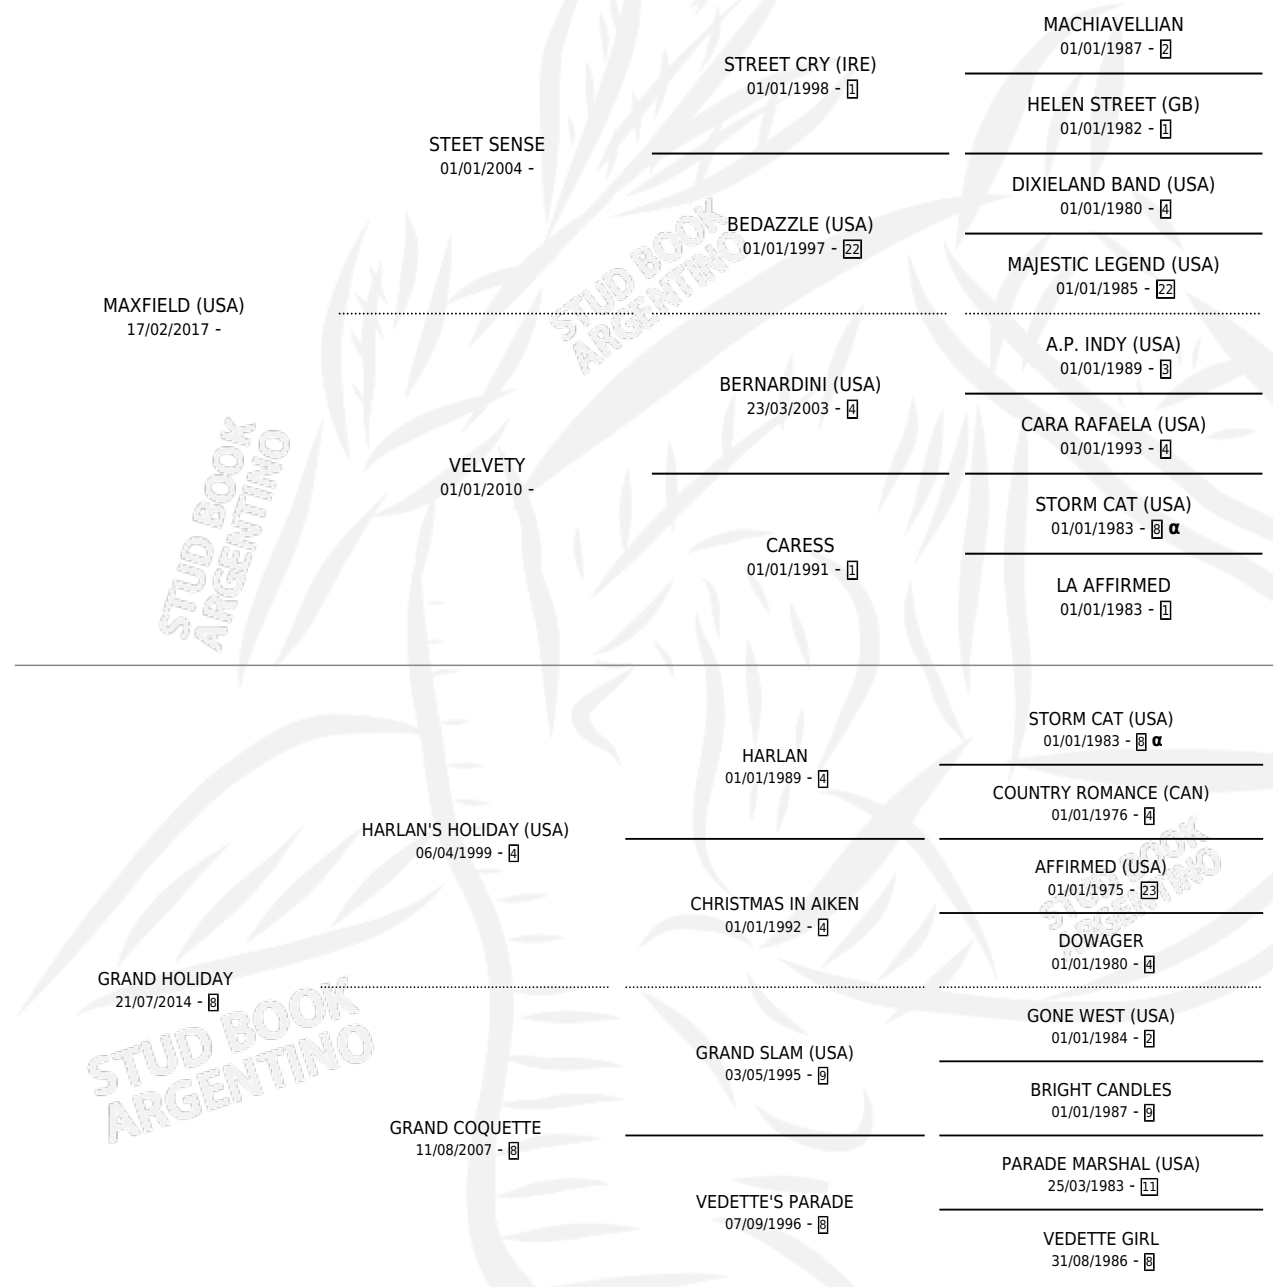 MACHIAVELLIAN
01/01/1987 - 2
STREET CRY (IRE)
01/01/1998 - 1
HELEN STREET (GB)
01/01/1982 - 1
STEET SENSE
01/01/2004 -
DIXIELAND BAND (USA)
01/01/1980 - 4
BEDAZZLE (USA)
01/01/1997 - 22
MAJESTIC LEGEND (USA)
01/01/1985 - 22
MAXFIELD (USA)
17/02/2017 -
A.P. INDY (USA)
01/01/1989 - 3
BERNARDINI (USA)
23/03/2003 - 4
CARA RAFAELA (USA)
01/01/1993 - 4
VELVETY
01/01/2010 -
STORM CAT (USA)
01/01/1983 - 8 α
CARESS
01/01/1991 - 1
LA AFFIRMED
01/01/1983 - 1
STORM CAT (USA)
01/01/1983 - 8 α
HARLAN
01/01/1989 - 4
COUNTRY ROMANCE (CAN)
01/01/1976 - 4
HARLAN'S HOLIDAY (USA)
06/04/1999 - 4
AFFIRMED (USA)
01/01/1975 - 23
CHRISTMAS IN AIKEN
01/01/1992 - 4
DOWAGER
01/01/1980 - 4
GRAND HOLIDAY
21/07/2014 - 8
GONE WEST (USA)
01/01/1984 - 2
GRAND SLAM (USA)
03/05/1995 - 9
BRIGHT CANDLES
01/01/1987 - 9
GRAND COQUETTE
11/08/2007 - 8
PARADE MARSHAL (USA)
25/03/1983 - 11
VEDETTE'S PARADE
07/09/1996 - 8
VEDETTE GIRL
31/08/1986 - 8
STUD BOOK
ARGENTINO
STUD BOOK
ARGENTINO
STUD BOOK
ARGENTINO
STUD BOOK
ARGENTINO